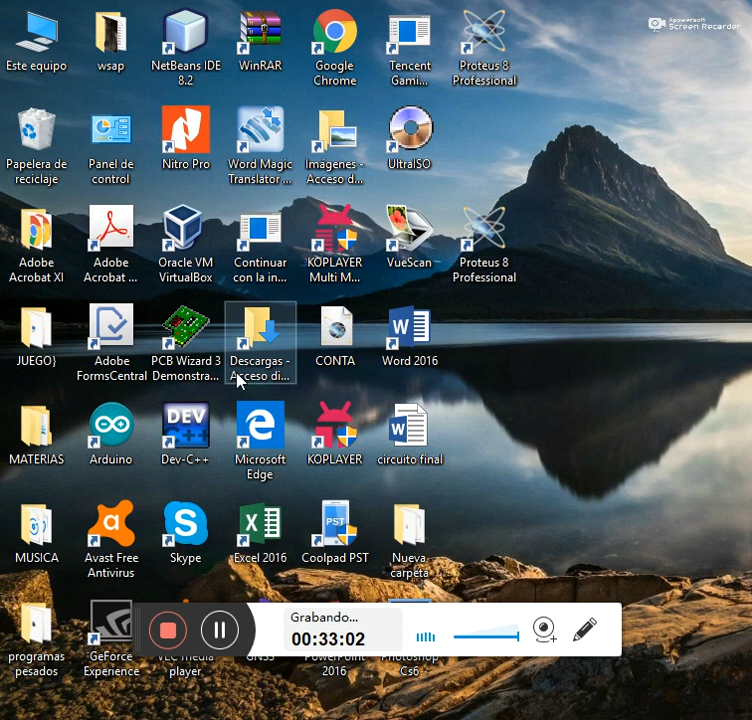 Apowersoft
Screen Recorder
Este equipo
wsap
NetBeans IDE
8.2
WinRAR
Google
Chrome
Tencent
Gami...
Proteus 8
Professional
Papelera de
reciclaje
Panel de
control
Nitro Pro
Word Magic
Translator ...
Imágenes -
Acceso d...
UltraISO
Adobe
Acrobat XI
Adobe
Acrobat ...
Oracle VM
VirtualBox
Continuar
con la in...
KOPLAYER
Multi M...
VueScan
Proteus 8
Professional
JUEGO}
Adobe
FormsCentral
PCB Wizard 3
Demonstra...
Descargas -
Acceso di...
CONTA
Word 2016
MATERIAS
Arduino
DEV
C++
Dev-C++
Microsoft
Edge
KOPLAYER
circuito final
MUSICA
Avast Free
Antivirus
Skype
Excel 2016
PST
Coolpad PST
Nueva
carpeta
programas
pesados
GeForce
Experience
VLC media
player
GNS3
PowerPoint
2016
Photoshop
Cs6
Grabando...
00:33:02